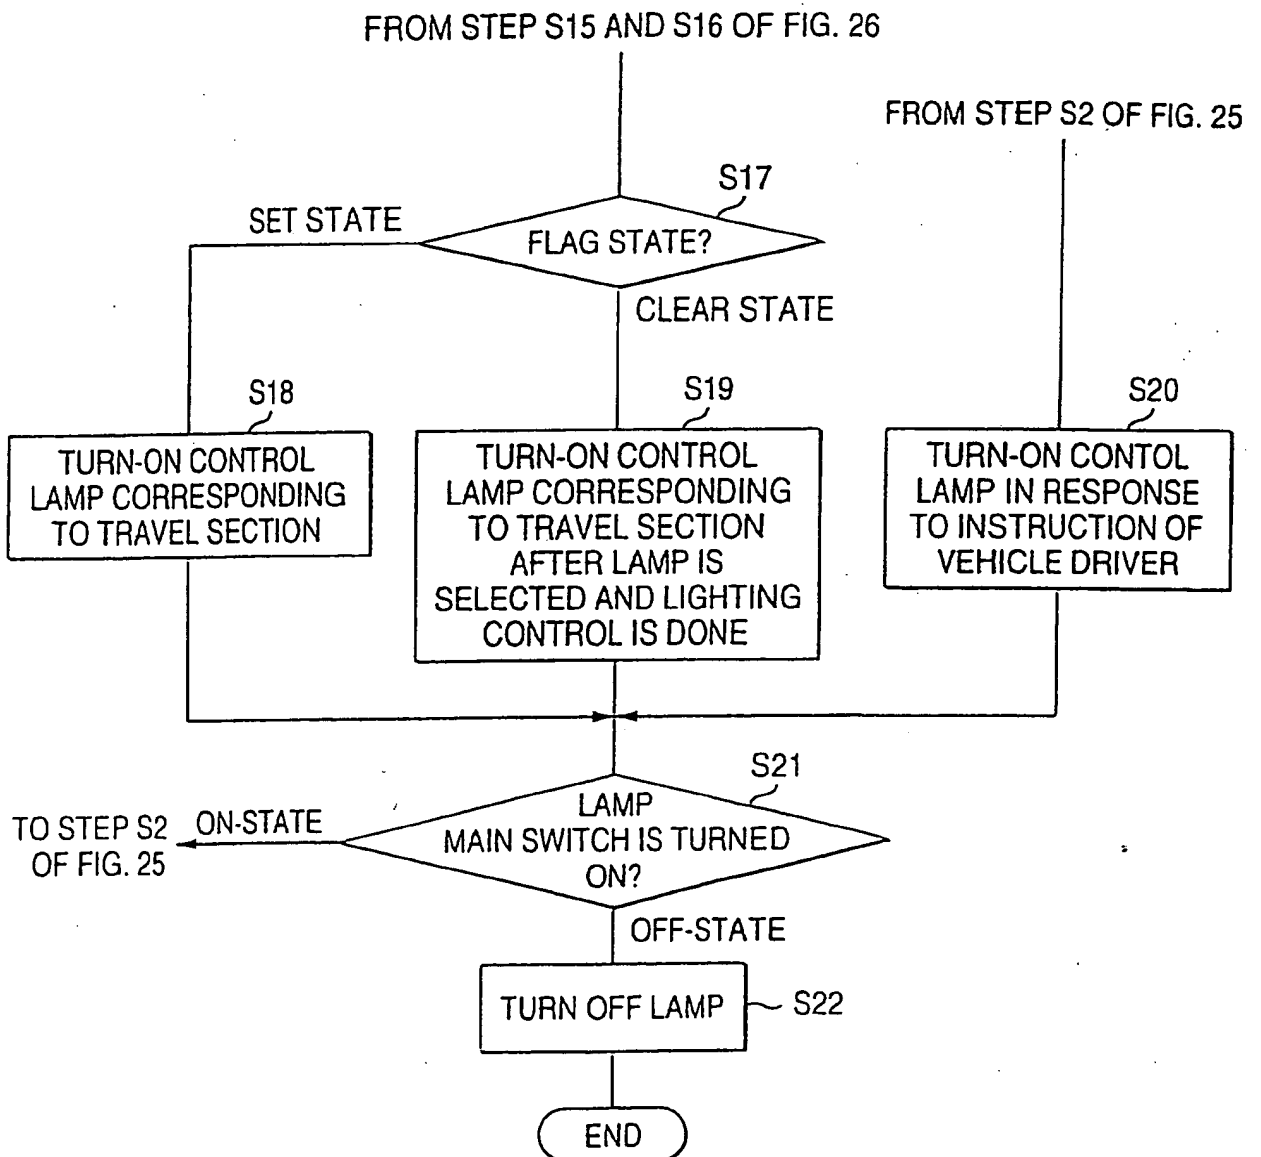 FROM STEP S15 AND S16 OF FIG. 26
FROM STEP S2 OF FIG. 25
S17
SET STATE
FLAG STATE?
CLEAR STATE
S18
TURN-ON CONTROL
LAMP CORRESPONDING
TO TRAVEL SECTION
S19
TURN-ON CONTROL
LAMP CORRESPONDING
TO TRAVEL SECTION
AFTER LAMP IS
SELECTED AND LIGHTING
CONTROL IS DONE
S20
TURN-ON CONTOL
LAMP IN RESPONSE
TO INSTRUCTION OF
VEHICLE DRIVER
S21
LAMP
MAIN SWITCH IS TURNED
ON?
ON-STATE
TO STEP S2
OF FIG. 25
OFF-STATE
TURN OFF LAMP
S22
END